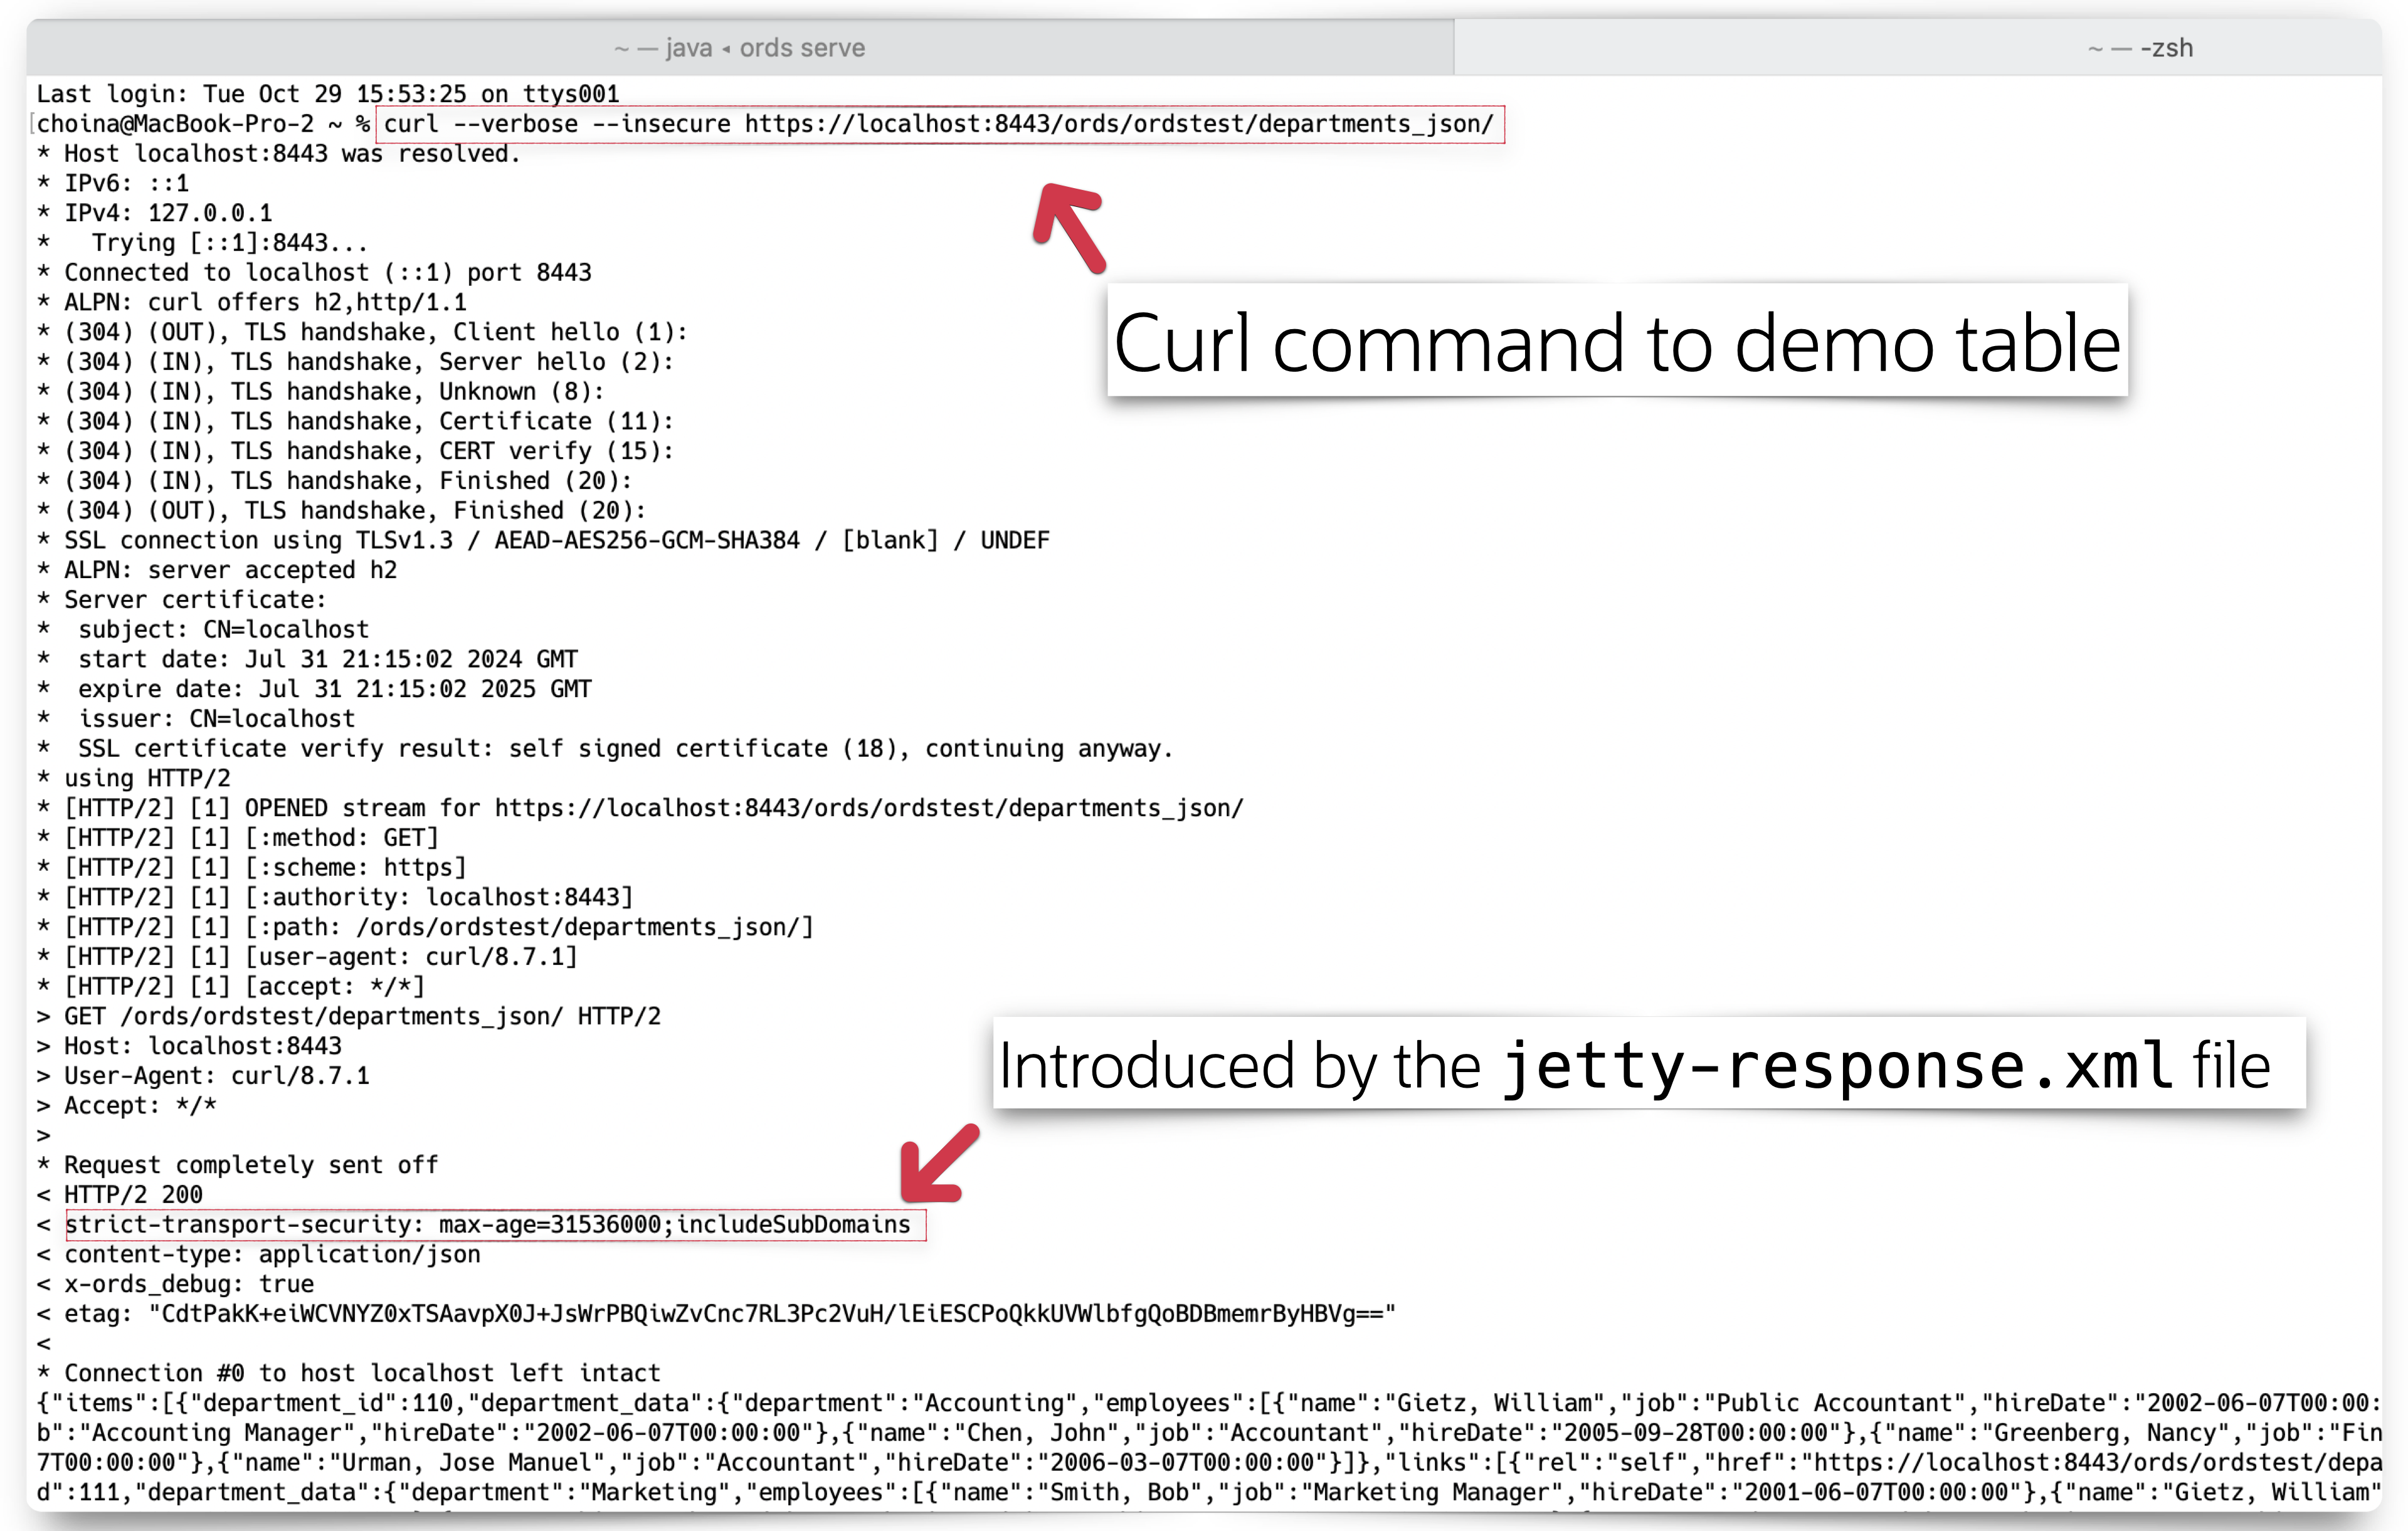 ~ — java ◂ ords serve
~ — -zsh
Last login: Tue Oct 29 15:53:25 on ttys001
[choina@MacBook-Pro-2 ~ % curl --verbose --insecure https://localhost:8443/ords/ordstest/departments_json/
* Host localhost:8443 was resolved.
* IPv6: ::1
* IPv4: 127.0.0.1
*   Trying [::1]:8443...
* Connected to localhost (::1) port 8443
* ALPN: curl offers h2,http/1.1
* (304) (OUT), TLS handshake, Client hello (1):
Curl command to demo table
* (304) (IN), TLS handshake, Server hello (2):
* (304) (IN), TLS handshake, Unknown (8):
* (304) (IN), TLS handshake, Certificate (11):
* (304) (IN), TLS handshake, CERT verify (15):
* (304) (IN), TLS handshake, Finished (20):
* (304) (OUT), TLS handshake, Finished (20):
* SSL connection using TLSv1.3 / AEAD-AES256-GCM-SHA384 / [blank] / UNDEF
* ALPN: server accepted h2
* Server certificate:
*  subject: CN=localhost
*  start date: Jul 31 21:15:02 2024 GMT
*  expire date: Jul 31 21:15:02 2025 GMT
*  issuer: CN=localhost
*  SSL certificate verify result: self signed certificate (18), continuing anyway.
* using HTTP/2
* [HTTP/2] [1] OPENED stream for https://localhost:8443/ords/ordstest/departments_json/
* [HTTP/2] [1] [:method: GET]
* [HTTP/2] [1] [:scheme: https]
* [HTTP/2] [1] [:authority: localhost:8443]
* [HTTP/2] [1] [:path: /ords/ordstest/departments_json/]
* [HTTP/2] [1] [user-agent: curl/8.7.1]
* [HTTP/2] [1] [accept: */*]
> GET /ords/ordstest/departments_json/ HTTP/2
> Host: localhost:8443
Introduced by the jetty-response.xml file
> User-Agent: curl/8.7.1
> Accept: */*
>
* Request completely sent off
< HTTP/2 200
< strict-transport-security: max-age=31536000;includeSubDomains
< content-type: application/json
< x-ords_debug: true
< etag: "CdtPakK+eiWCVNYZ0xTSAavpX0J+JsWrPBQiwZvCnc7RL3Pc2VuH/lEiESCPoQkkUVWlbfgQoBDBmemrByHBVg=="
<
* Connection #0 to host localhost left intact
{"items":[{"department_id":110,"department_data":{"department":"Accounting","employees":[{"name":"Gietz, William","job":"Public Accountant","hireDate":"2002-06-07T00:00:
b":"Accounting Manager","hireDate":"2002-06-07T00:00:00"},{"name":"Chen, John","job":"Accountant","hireDate":"2005-09-28T00:00:00"},{"name":"Greenberg, Nancy","job":"Fin
7T00:00:00"},{"name":"Urman, Jose Manuel","job":"Accountant","hireDate":"2006-03-07T00:00:00"}]},"links":[{"rel":"self","href":"https://localhost:8443/ords/ordstest/depa
d":111,"department_data":{"department":"Marketing","employees":[{"name":"Smith, Bob","job":"Marketing Manager","hireDate":"2001-06-07T00:00:00"},{"name":"Gietz, William"